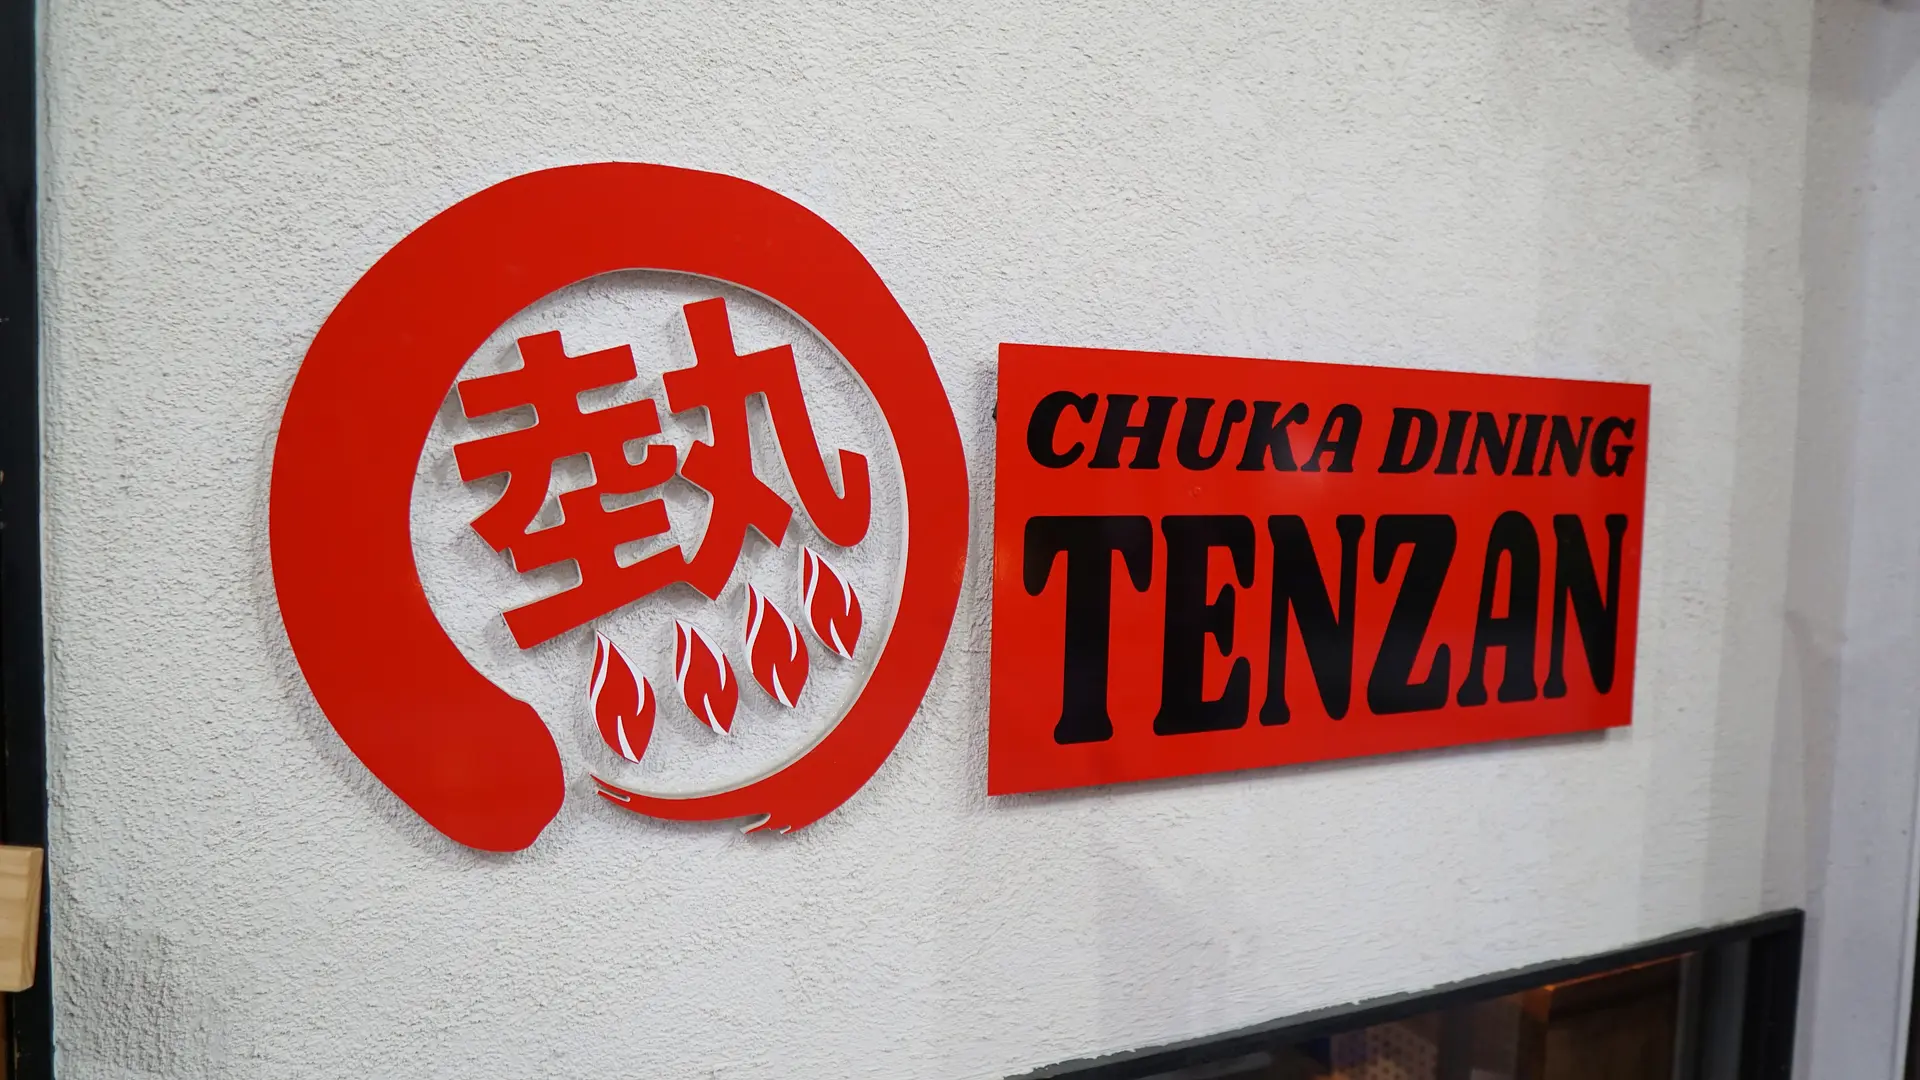 熱
CHUKA DINING
TENZAN